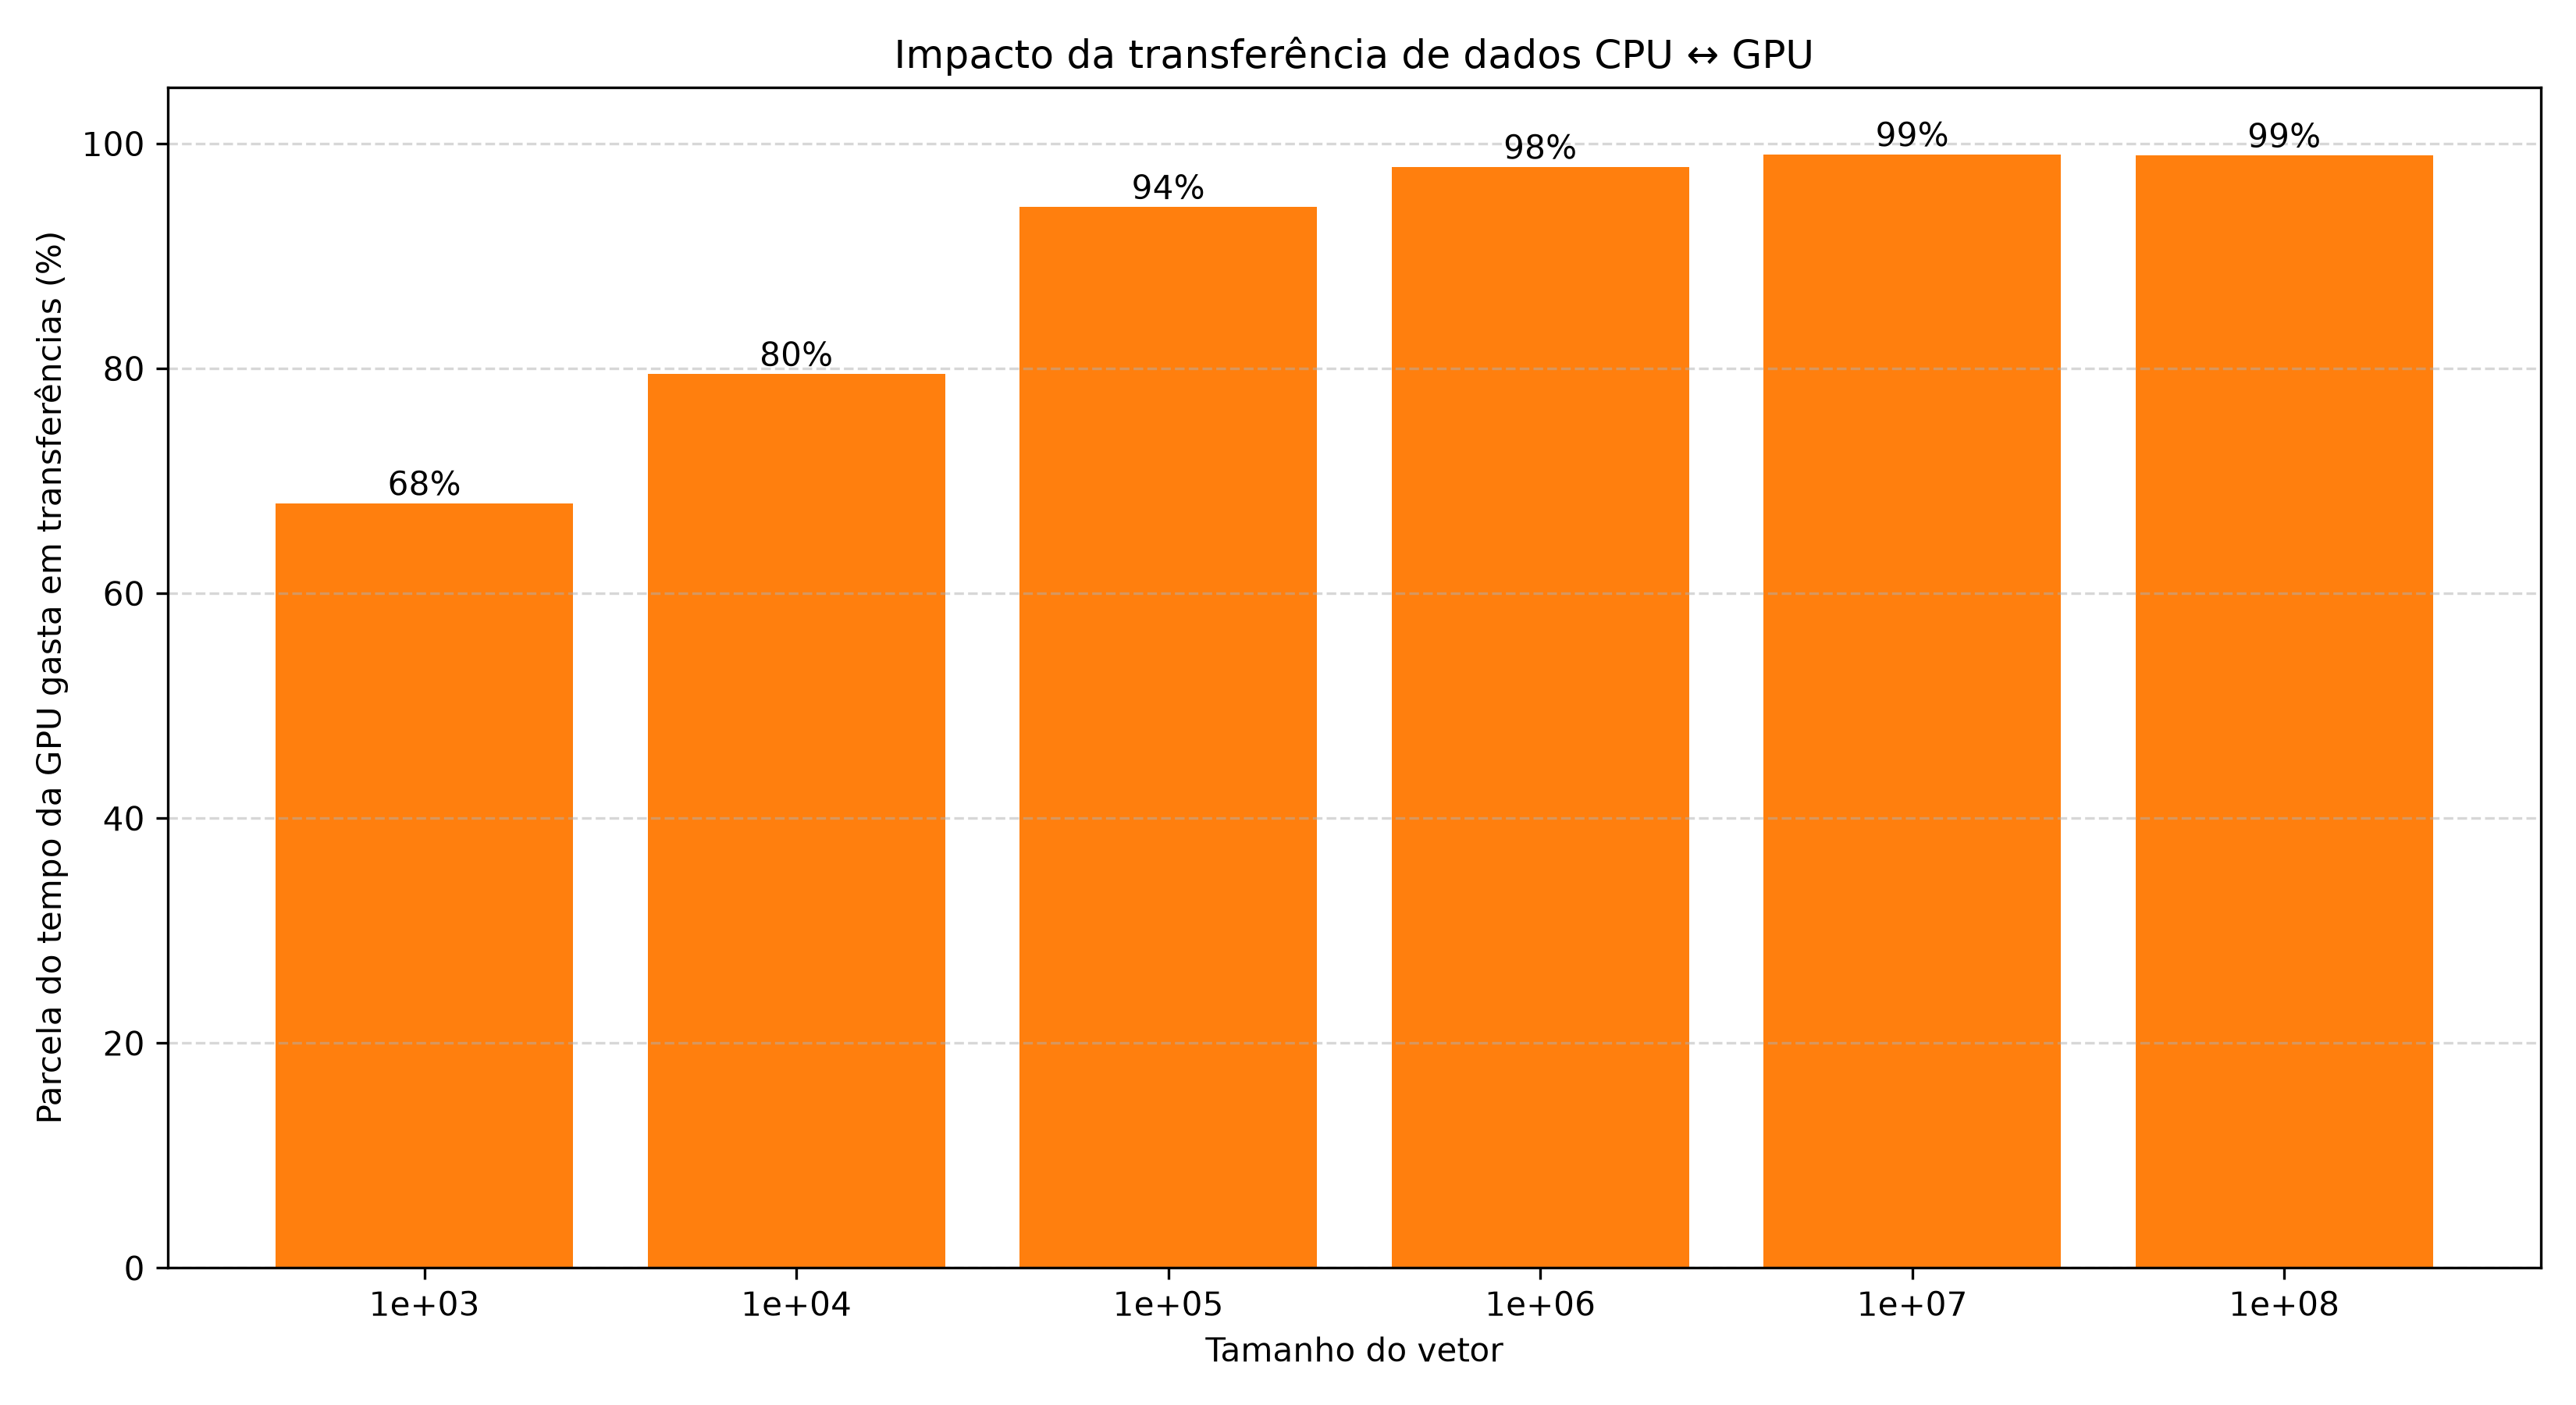 Impacto da transferência de dados CPU ↔ GPU
Parcela do tempo da GPU gasta em transferências (%)
100
80
60
40
20
0
68%
80%
94%
98%
99%
99%
1e+03
1e+04
1e+05
1e+06
1e+07
1e+08
Tamanho do vetor